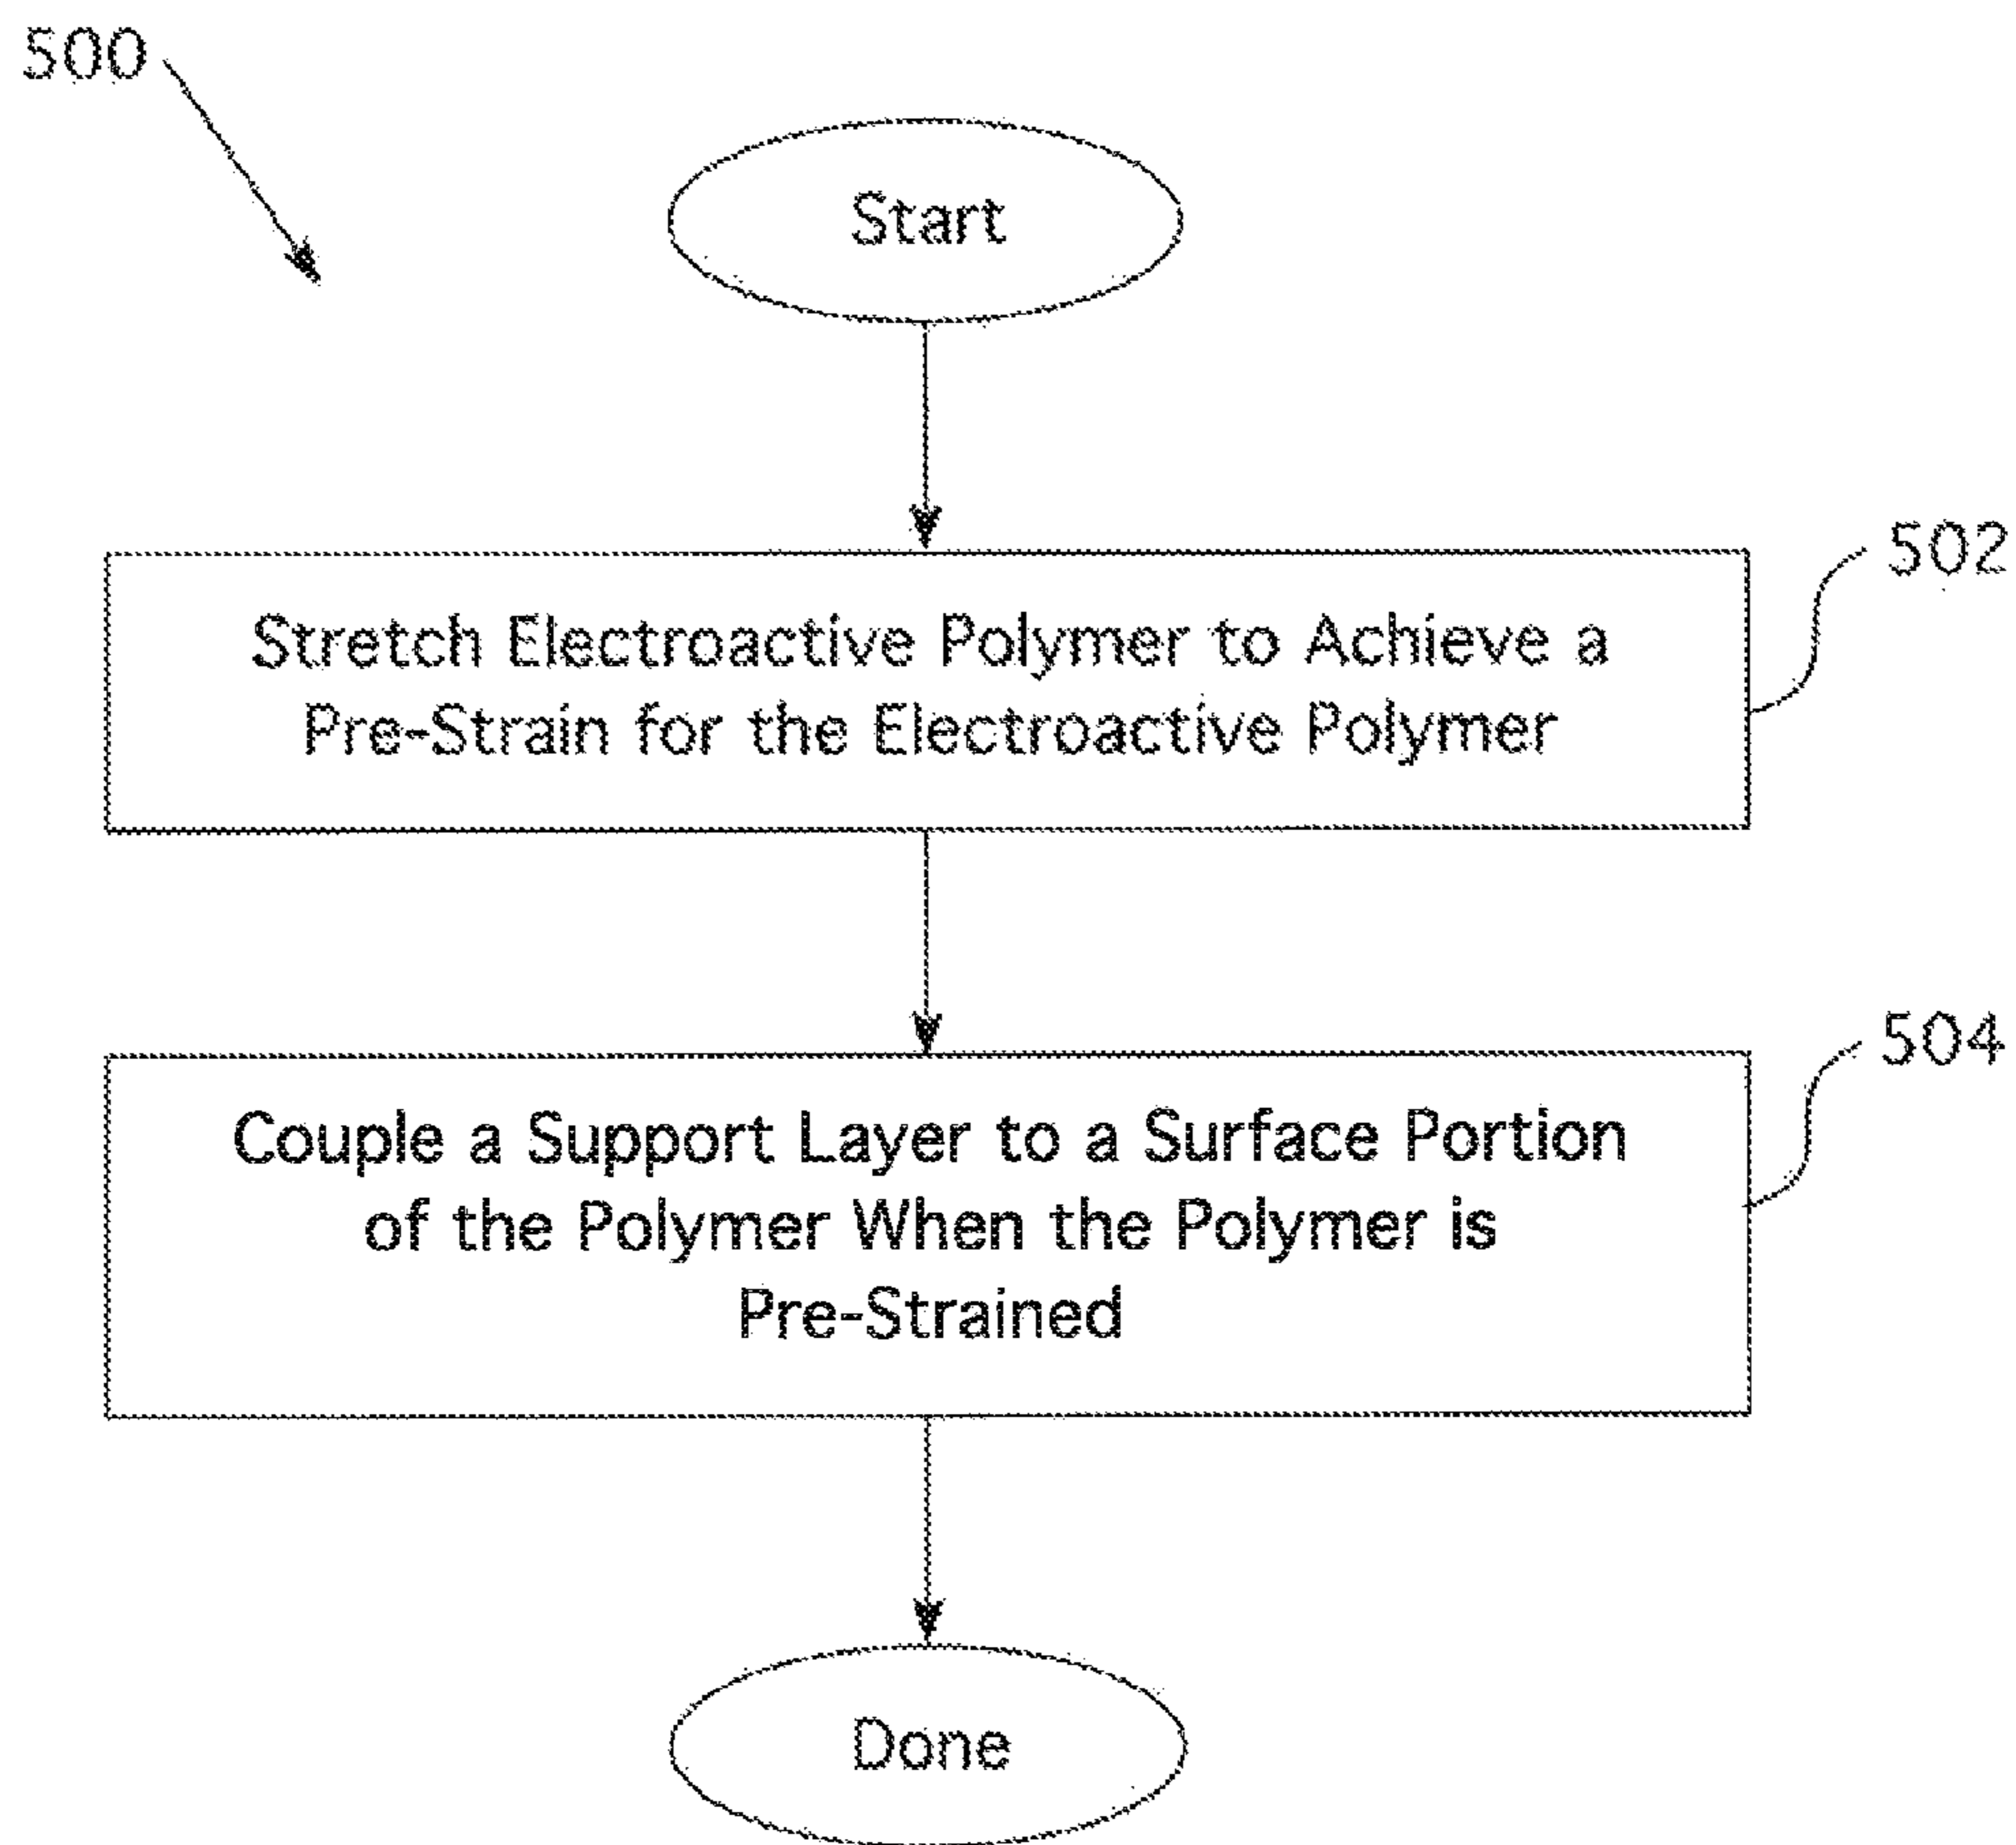 500
Start
502
Stretch Electroactive Polymer to Achieve a
Pre-Strain for the Electroactive Polymer
504
Couple a Support Layer to a Surface Portion
of the Polymer When the Polymer is
Pre-Strained
Done